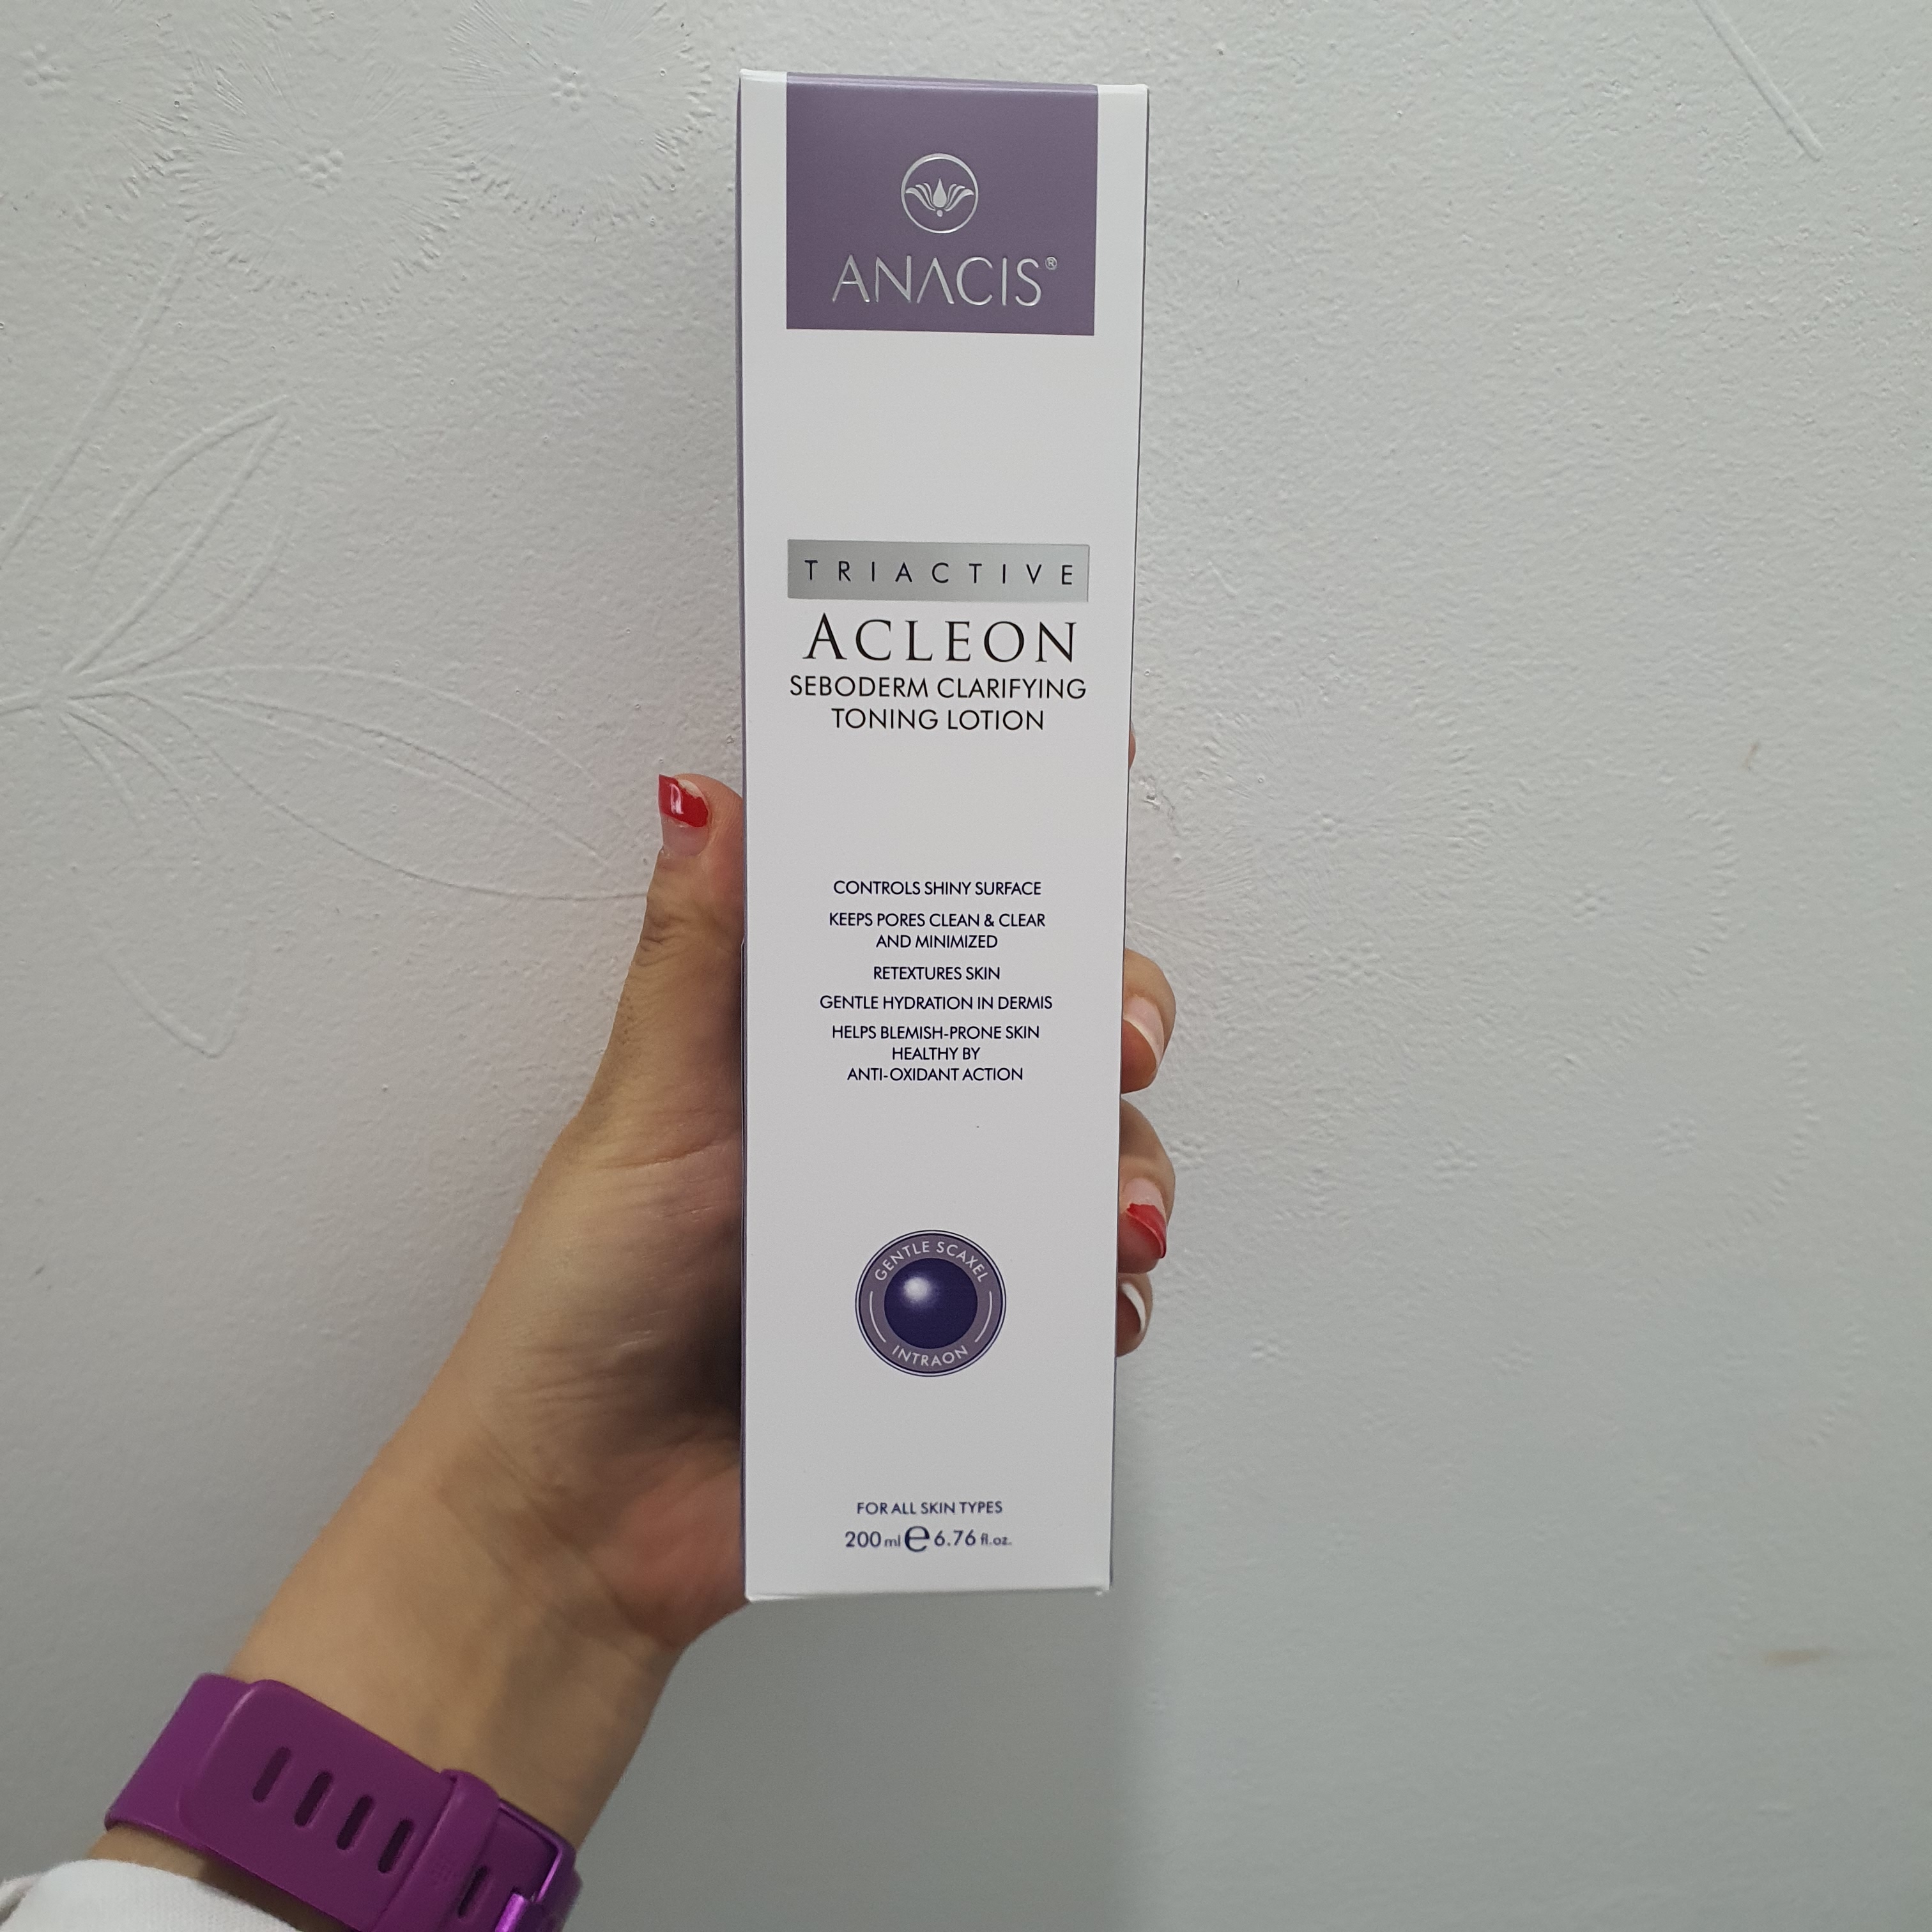 ANACIS®
TRIACTIVE
ACLEON
SEBODERM CLARIFYING
TONING LOTION
CONTROLS SHINY SURFACE
KEEPS PORES CLEAN & CLEAR
AND MINIMIZED
RETEXTURES SKIN
GENTLE HYDRATION IN DERMIS
HELPS BLEMISH-PRONE SKIN
HEALTHY BY
ANTI-OXIDANT ACTION
GENTLE SCAXEL
INTRAON
FOR ALL SKIN TYPES
200 ml e 6.76 fl.oz.